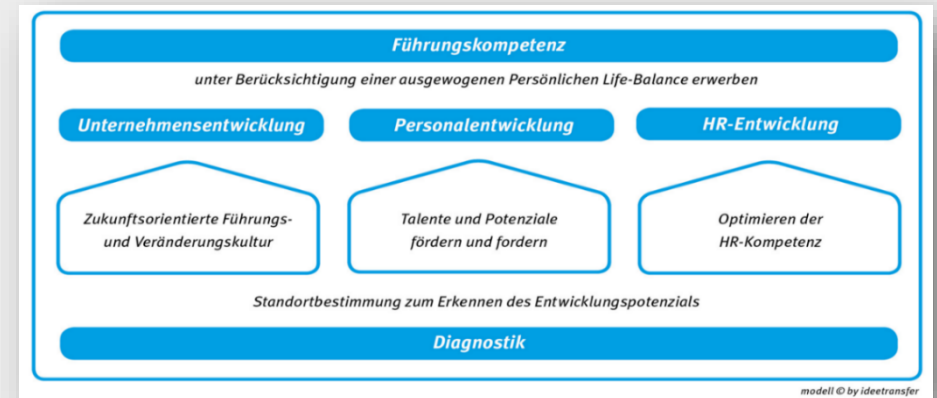 Führungskompetenz
unter Berücksichtigung einer ausgewogenen Persönlichen Life-Balance erwerben
Unternehmensentwicklung
Personalentwicklung
HR-Entwicklung
Zukunftsorientierte Führungs-
und Veränderungskultur
Talente und Potenziale
fördern und fordern
Optimieren der
HR-Kompetenz
Standortbestimmung zum Erkennen des Entwicklungspotenzials
Diagnostik
modell © by ideetransfer